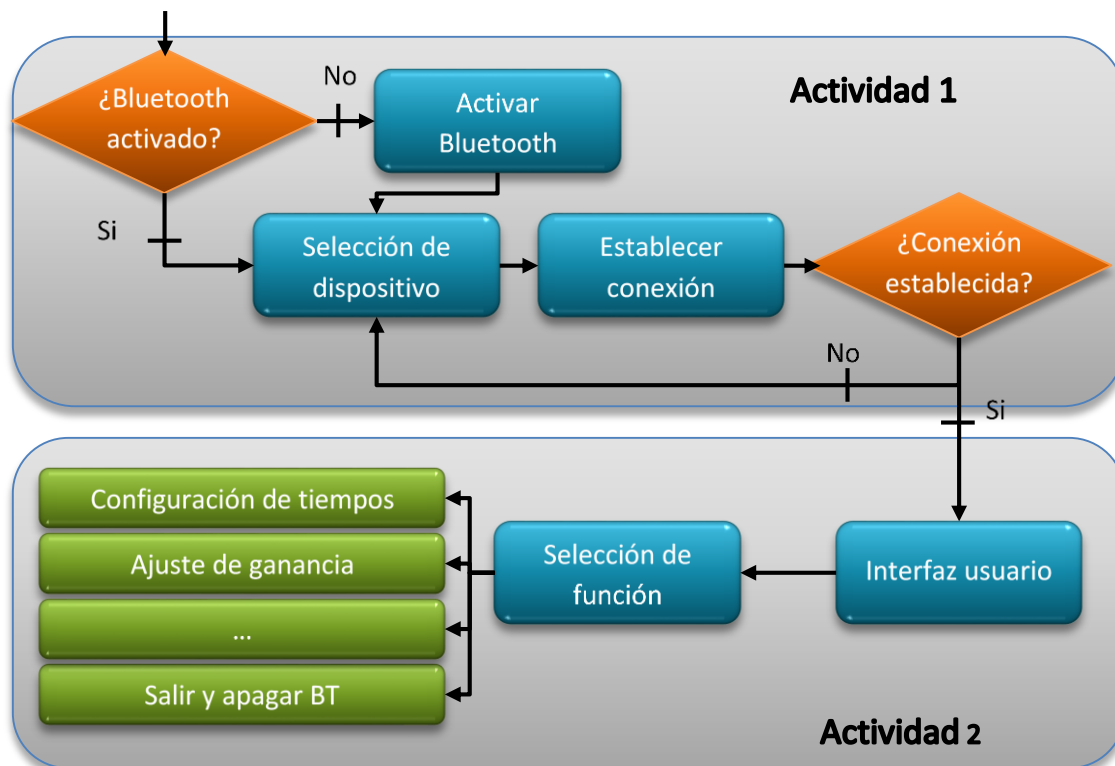 ¿Bluetooth
activado?
No
Activar
Bluetooth
Actividad 1
Si
Selección de
dispositivo
Establecer
conexión
¿Conexión
establecida?
No
Si
Configuración de tiempos
Ajuste de ganancia
...
Salir y apagar BT
Selección de
función
Interfaz usuario
Actividad 2